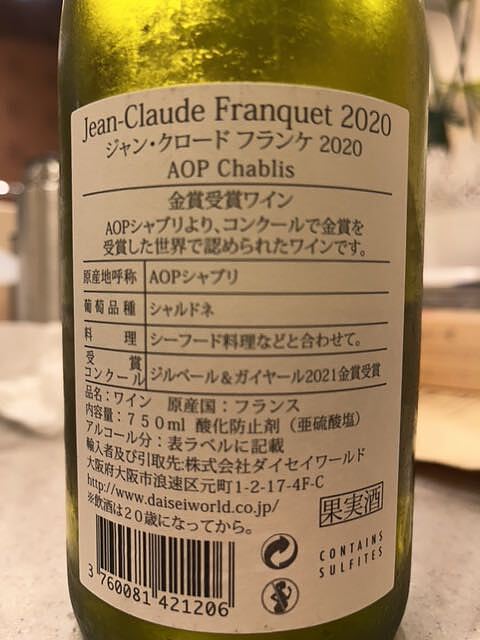 Jean-Claude Franquet 2020
ジャン・クロード フランケ 2020
AOP Chablis
金賞受賞ワイン
AOPシャブリより、コンクールで金賞を
受賞した世界で認められたワインです。
原産地呼称 AOPシャブリ
葡萄品種 シャルドネ
料 理 シーフード料理などと合わせて。
受 賞
コンクール ジルベール&ガイヤール2021金賞受賞
品名:ワイン 原産国:フランス
内容量:750ml 酸化防止剤(亜硫酸塩)
アルコール分:表ラベルに記載
輸入者及び引取先:株式会社ダイセイワールド
大阪府大阪市浪速区元町1-2-17-4F-C
http://www.daiseiworld.co.jp/
※飲酒は20歳になってから。
果実酒
CONTAINS
SULFITES
3 760081 421206